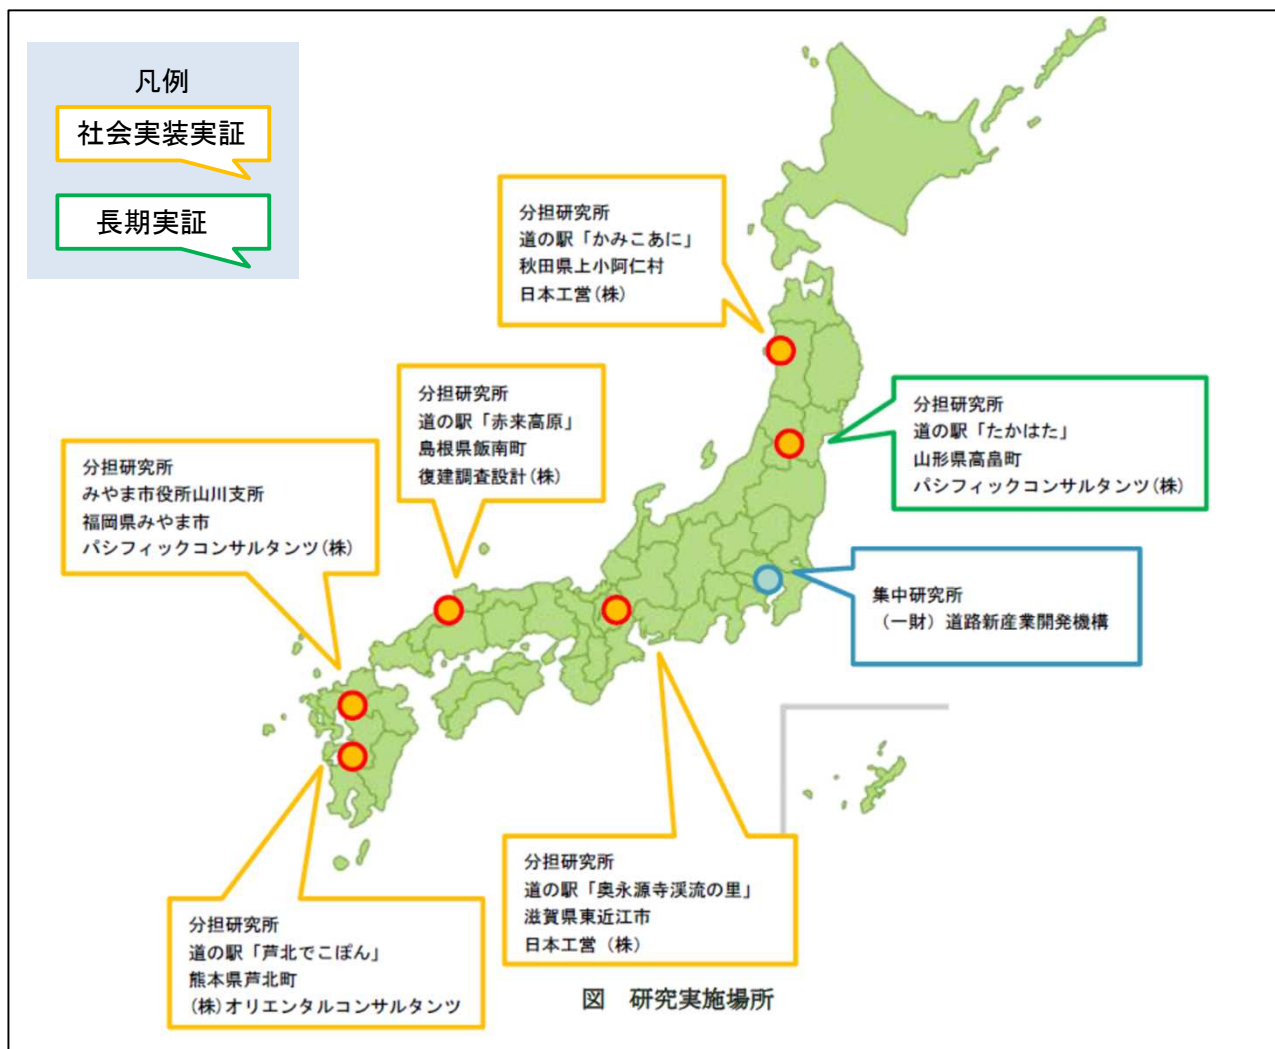 凡例
社会実装実証
長期実証
分担研究所
道の駅「かみこあに」
秋田県上小阿仁村
日本工営(株)
分担研究所
道の駅「赤来高原」
島根県飯南町
復建調査設計(株)
分担研究所
道の駅「たかはた」
山形県高畠町
パシフィックコンサルタンツ(株)
分担研究所
みやま市役所山川支所
福岡県みやま市
パシフィックコンサルタンツ(株)
集中研究所
（一財）道路新産業開発機構
分担研究所
道の駅「奥永源寺渓流の里」
滋賀県東近江市
日本工営（株）
分担研究所
道の駅「芦北でこぽん」
熊本県芦北町
(株)オリエンタルコンサルタンツ
図　研究実施場所